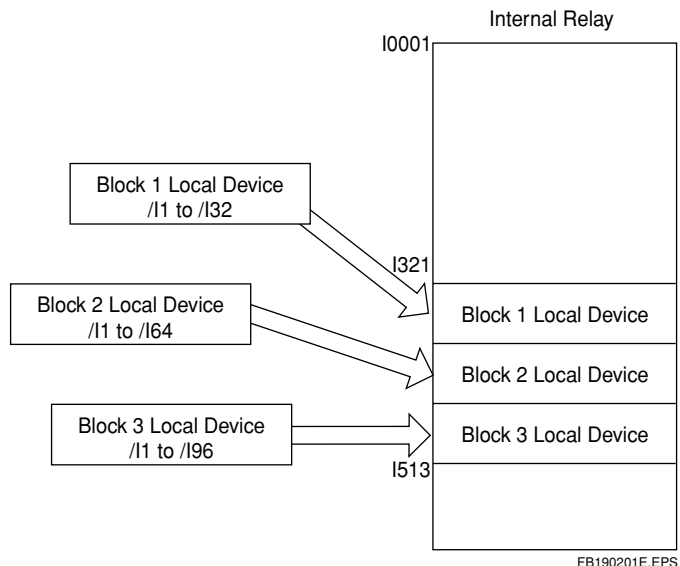 Internal Relay
I0001
Block 1 Local Device
/I1 to /I32
I321
Block 1 Local Device
Block 2 Local Device
/I1 to /I64
Block 2 Local Device
Block 3 Local Device
/I1 to /I96
Block 3 Local Device
I513
FB190201E.EPS